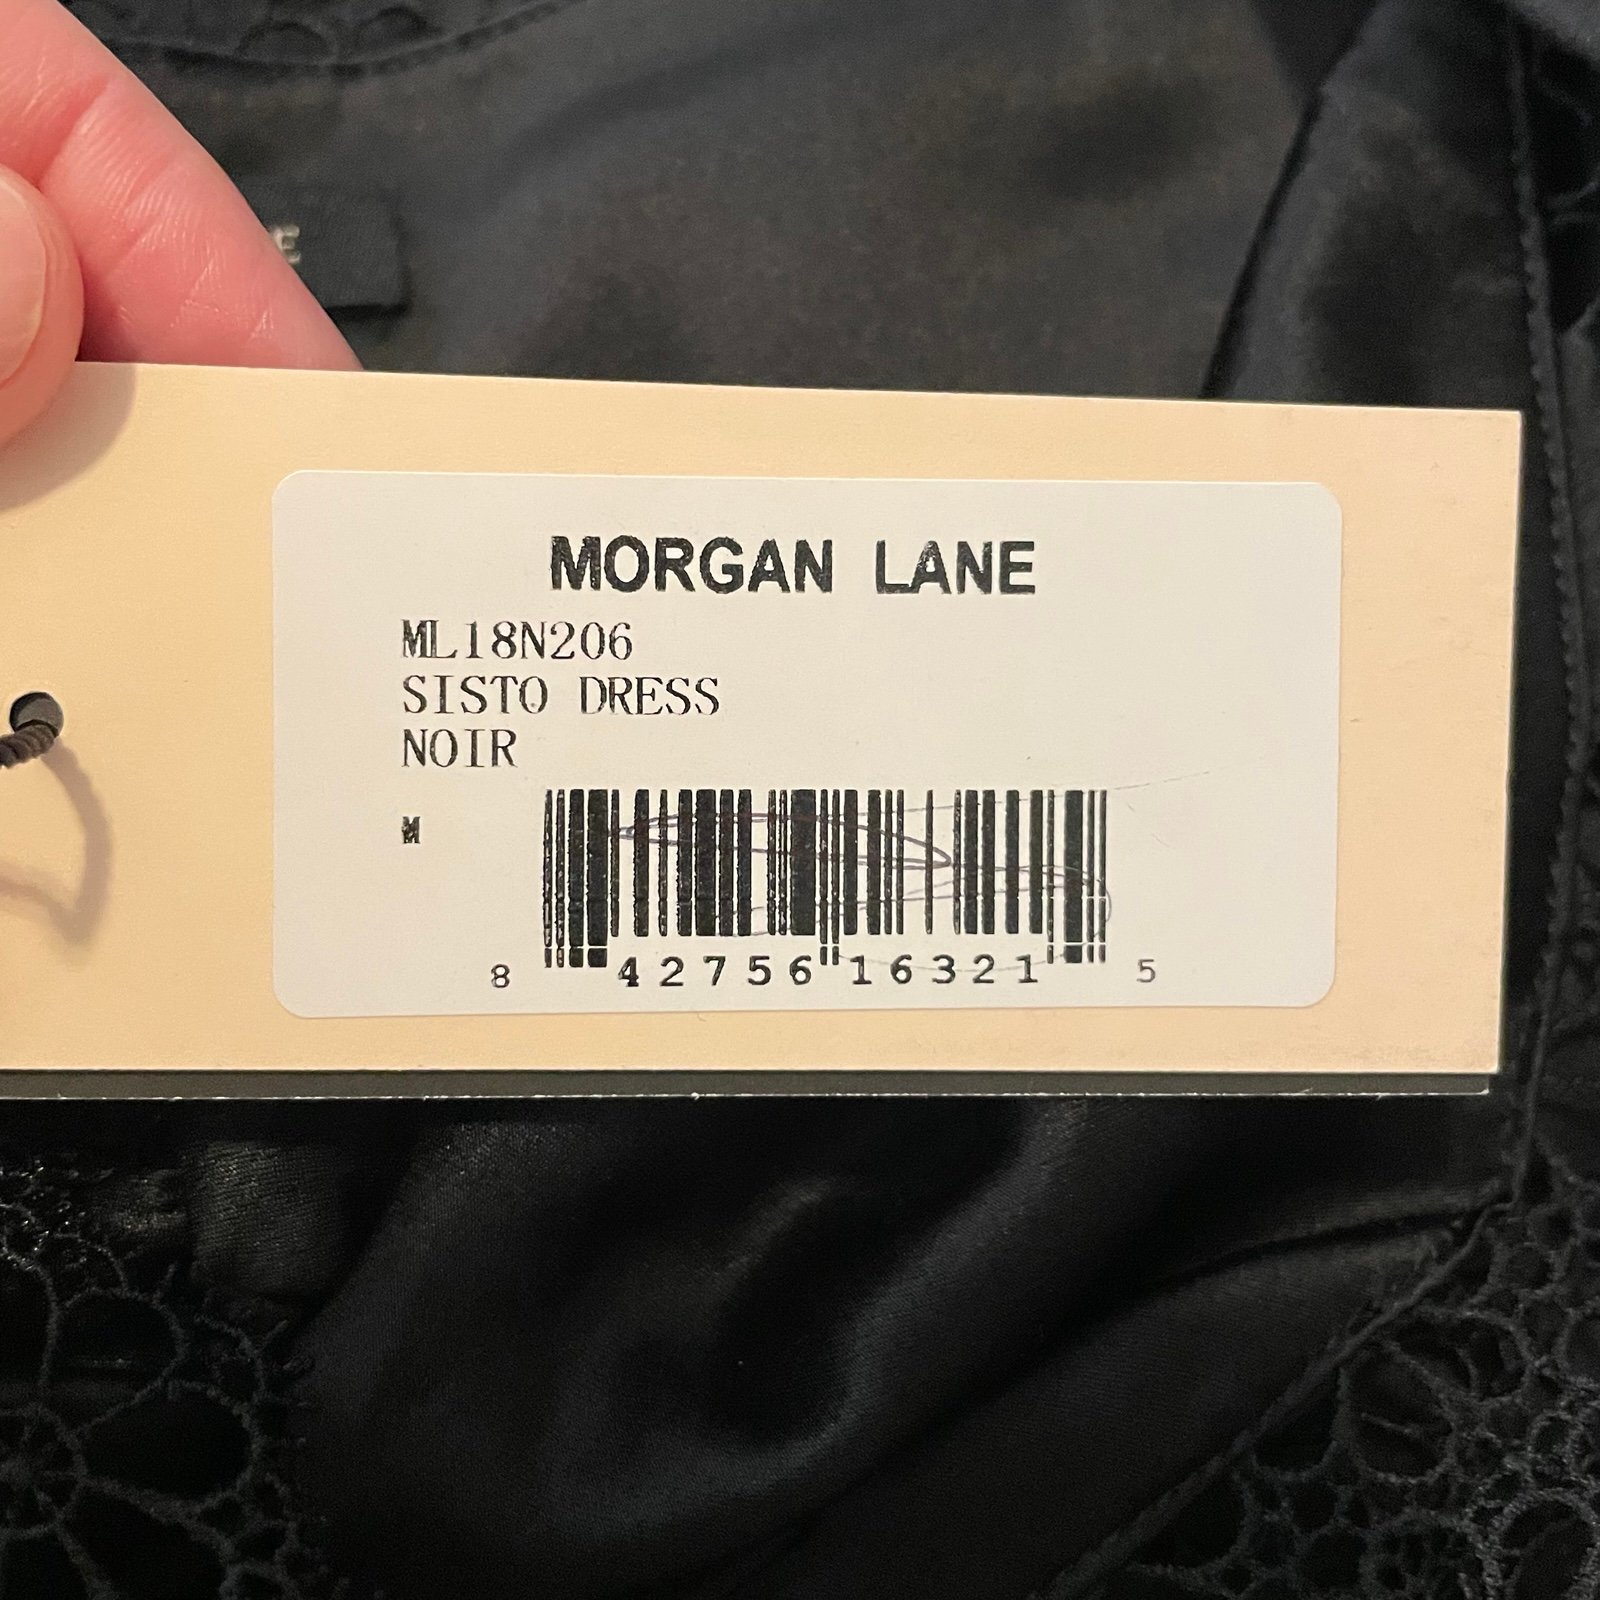 E
MORGAN LANE
ML18N206
SISTO DRESS
NOIR
M
8 42756 16321 5